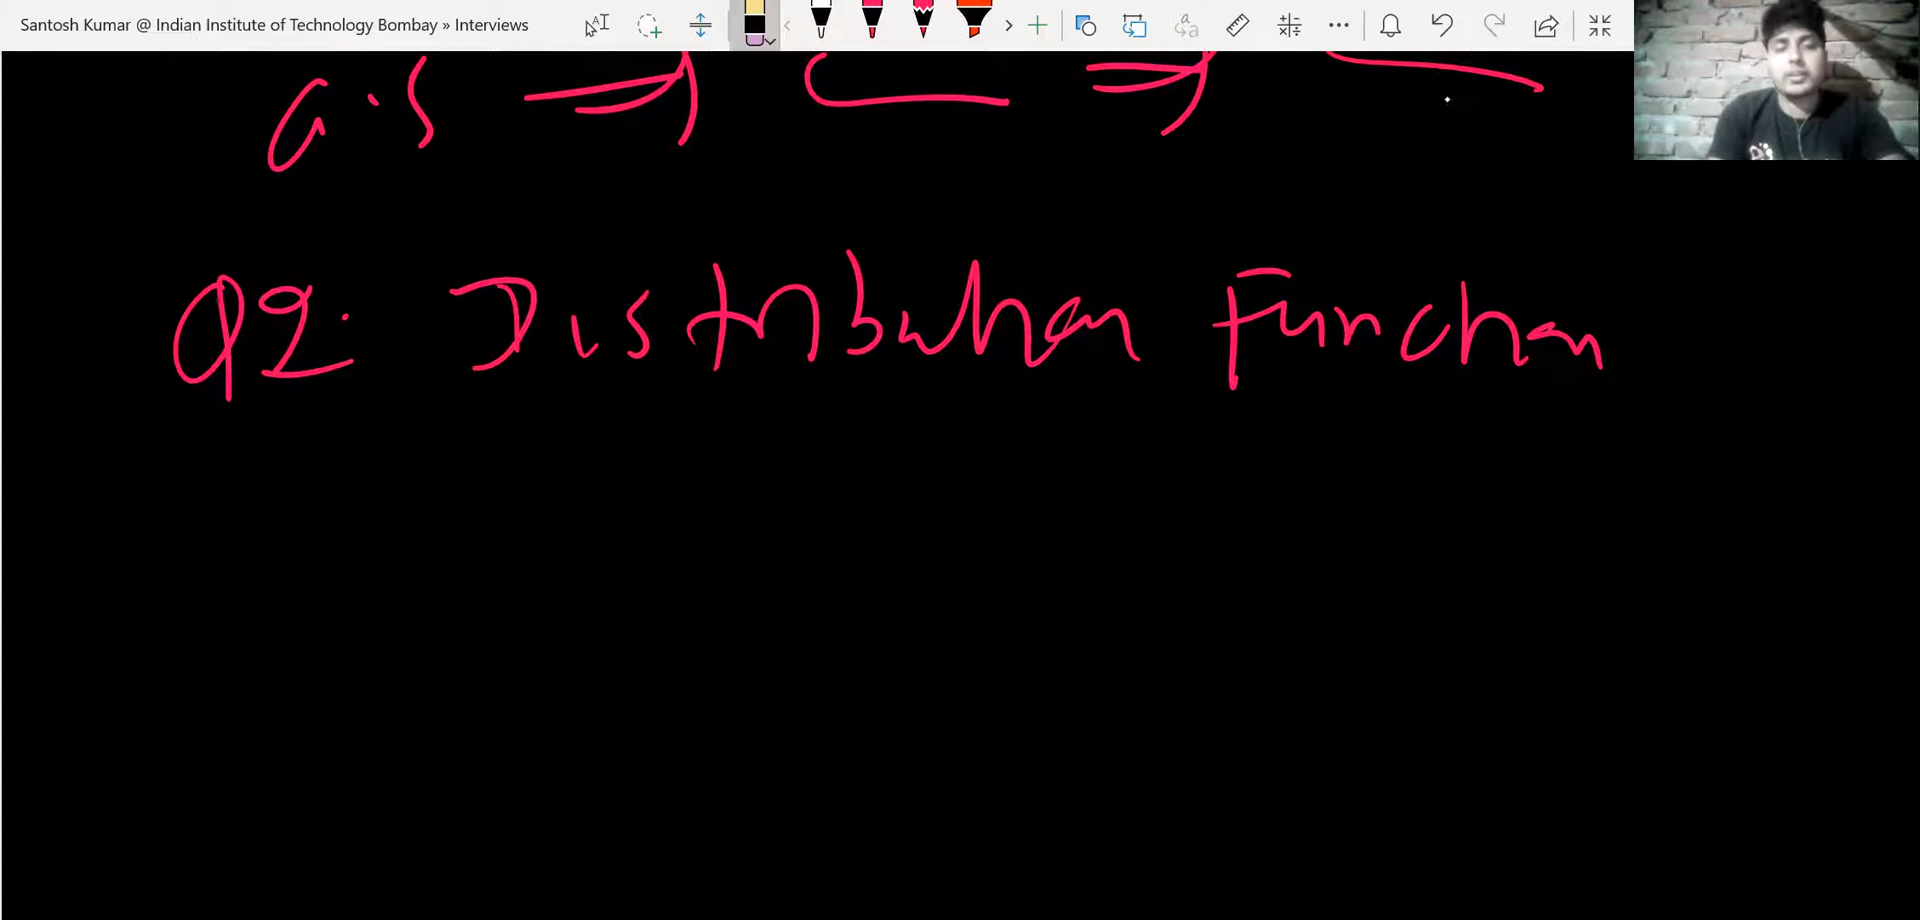 Santosh Kumar @ Indian Institute of Technology Bombay » Interviews
a.s ⇒ ⇒
Q2. Distribution Function